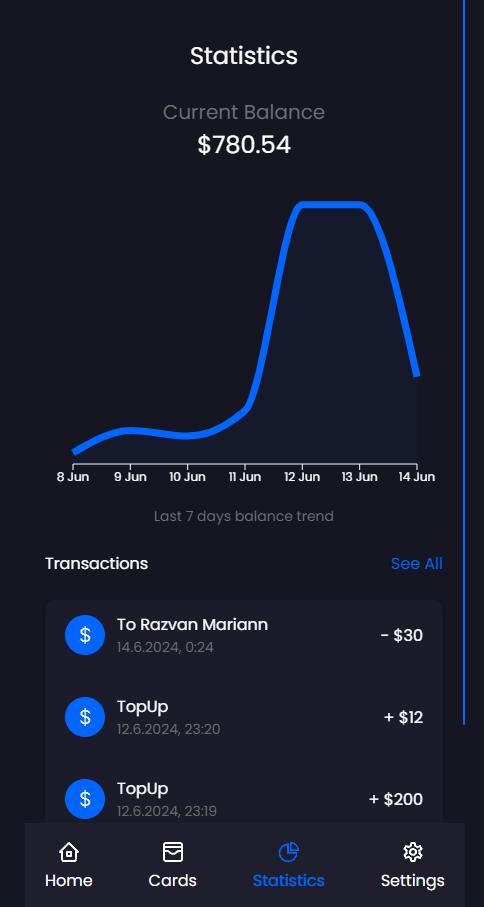 Statistics
Current Balance
$780.54
8 Jun 9 Jun 10 Jun 11 Jun 12 Jun 13 Jun 14 Jun
Last 7 days balance trend
Transactions See All
$ To Razvan Mariann - $30
14.6.2024, 0:24
$ TopUp + $12
12.6.2024, 23:20
$ TopUp + $200
12.6.2024, 23:19
Home Cards Statistics Settings